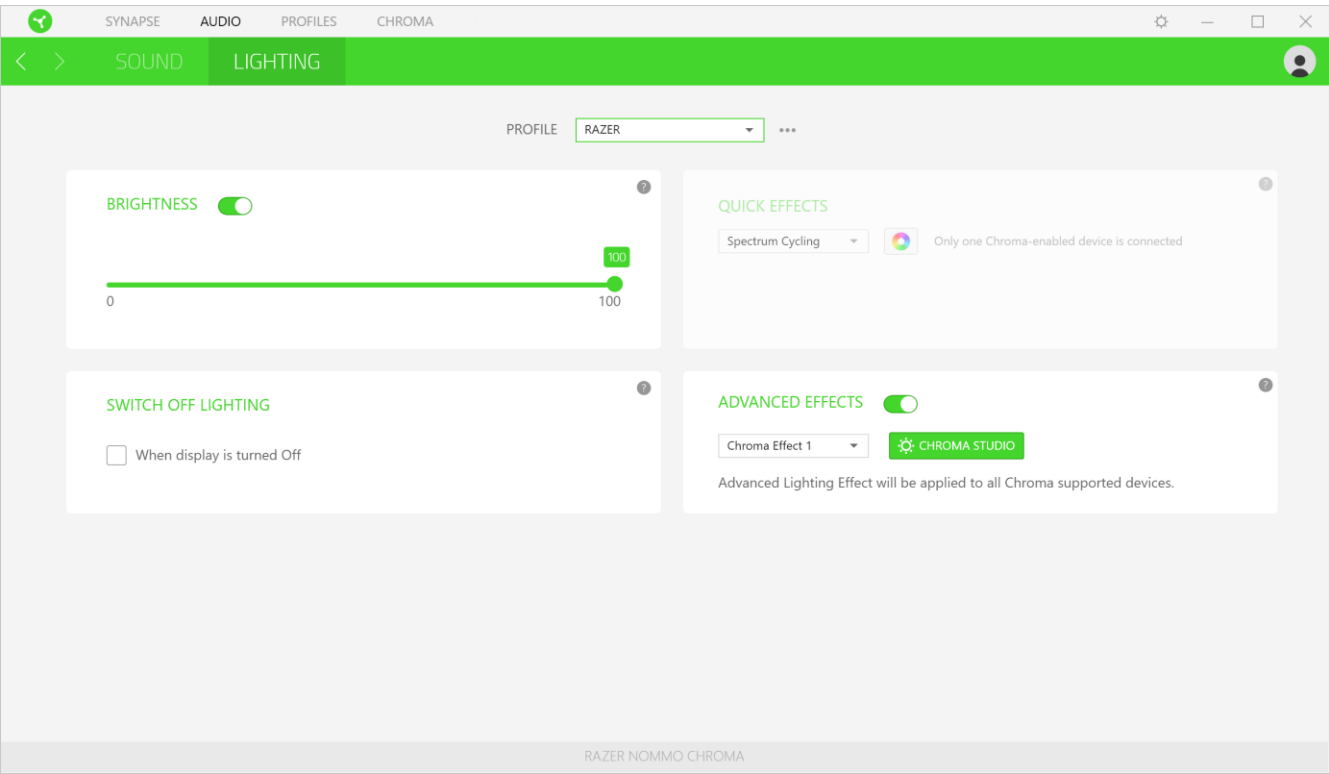 SYNAPSE AUDIO PROFILES CHROMA
SOUND LIGHTING
PROFILE RAZER
BRIGHTNESS
?
100
0 100
QUICK EFFECTS
?
Spectrum Cycling Only one Chroma-enabled device is connected
SWITCH OFF LIGHTING
?
When display is turned Off
ADVANCED EFFECTS
?
Chroma Effect 1 CHROMA STUDIO
Advanced Lighting Effect will be applied to all Chroma supported devices.
RAZER NOMMO CHROMA